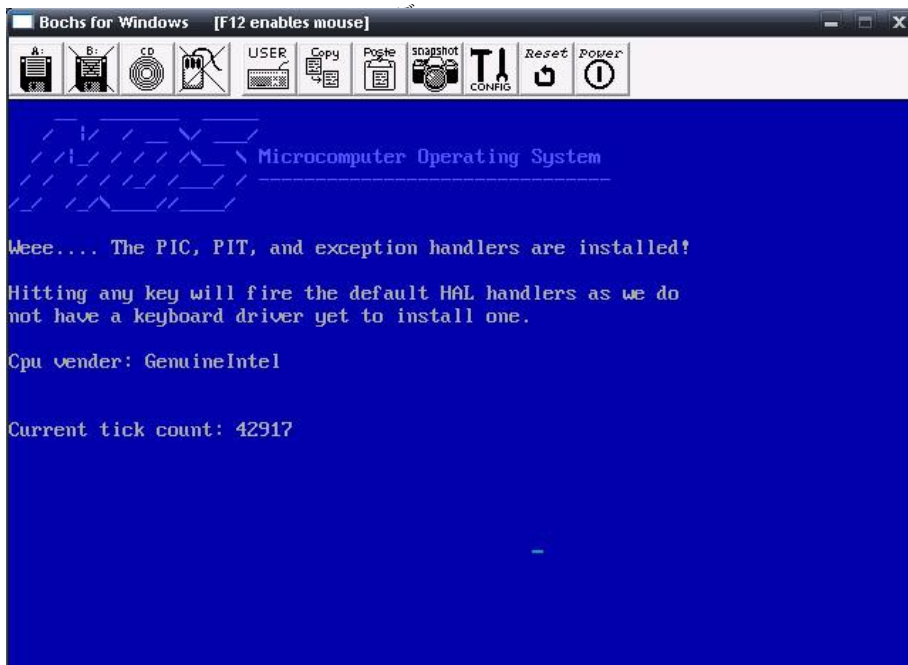 Bochs for Windows [F12 enables mouse]
A: B: CD USER Copy Paste snapshot CONFIG Reset Power
Microcomputer Operating System
Weee.... The PIC, PIT, and exception handlers are installed!
Hitting any key will fire the default HAL handlers as we do
not have a keyboard driver yet to install one.
Cpu vender: GenuineIntel
Current tick count: 42917